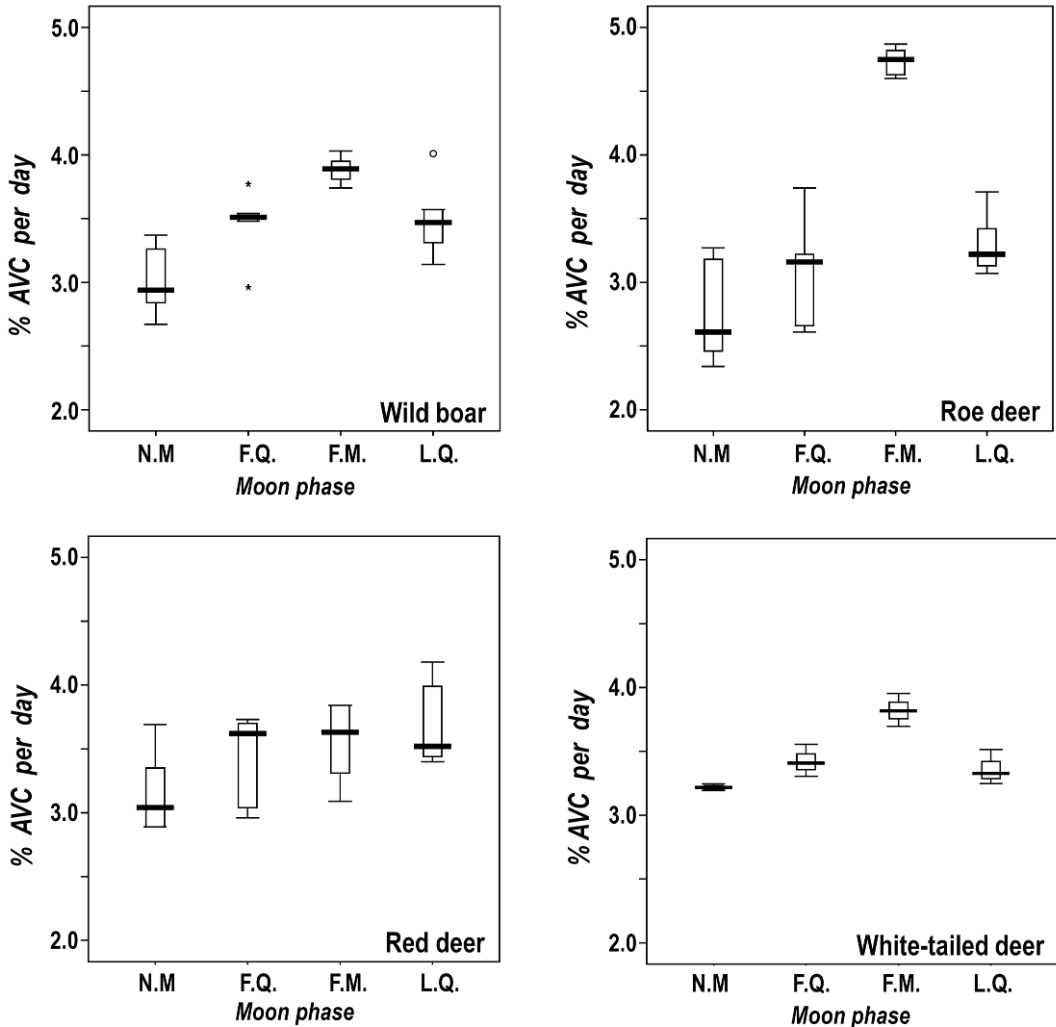 5.0
4.0
3.0
2.0
% AVC per day
* 
*
Wild boar
N.M F.Q. F.M. L.Q.
Moon phase
5.0
4.0
3.0
2.0
% AVC per day
Roe deer
N.M F.Q. F.M. L.Q.
Moon phase
5.0
4.0
3.0
2.0
% AVC per day
Red deer
N.M F.Q. F.M. L.Q.
Moon phase
5.0
4.0
3.0
2.0
% AVC per day
White-tailed deer
N.M F.Q. F.M. L.Q.
Moon phase